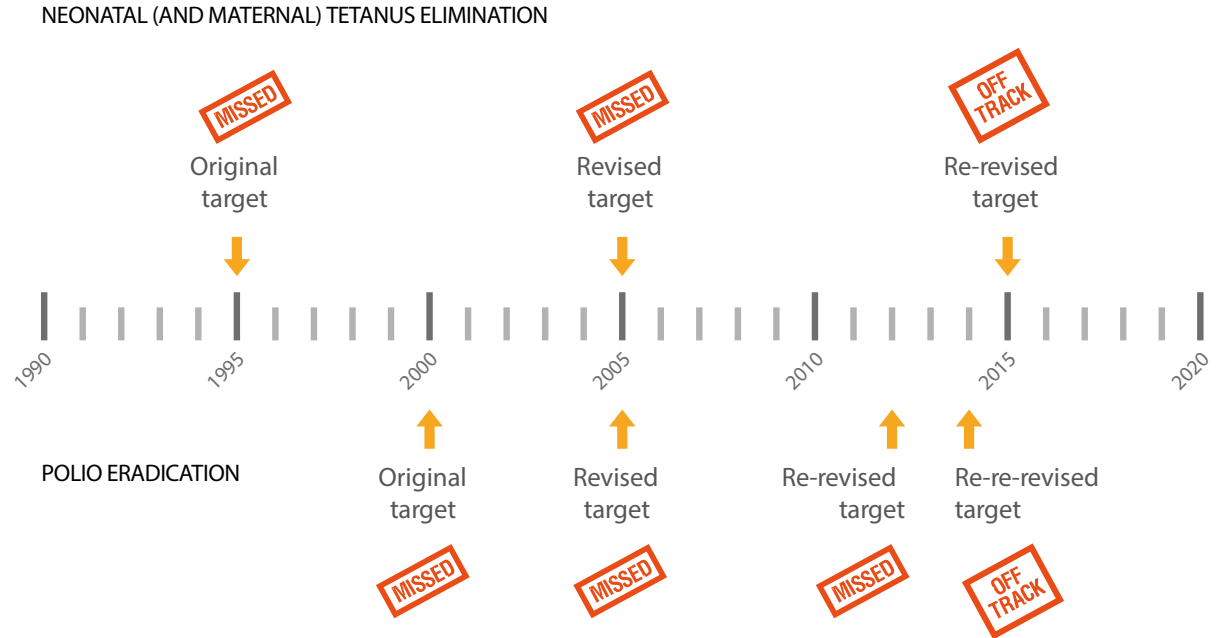 NEONATAL (AND MATERNAL) TETANUS ELIMINATION
MISSED
MISSED
OFF
TRACK
Original
target
Revised
target
Re-revised
target
1990
1995
2000
2005
2010
2015
2020
POLIO ERADICATION
Original
target
Revised
target
Re-revised
target
Re-re-revised
target
MISSED
MISSED
MISSED
OFF
TRACK